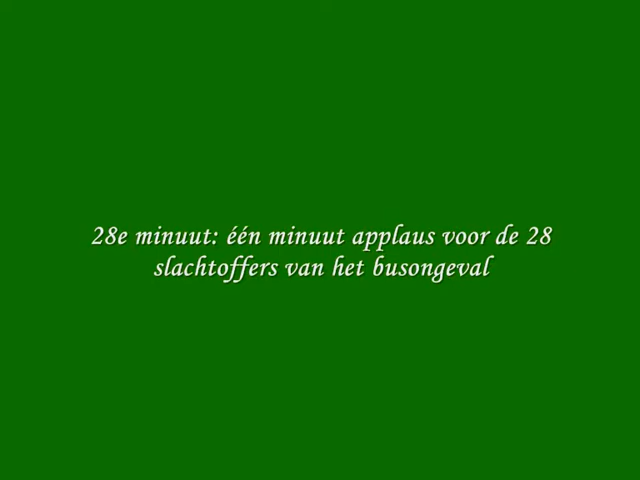 28e minuut: één minuut applaus voor de 28
slachtoffers van het busongeval